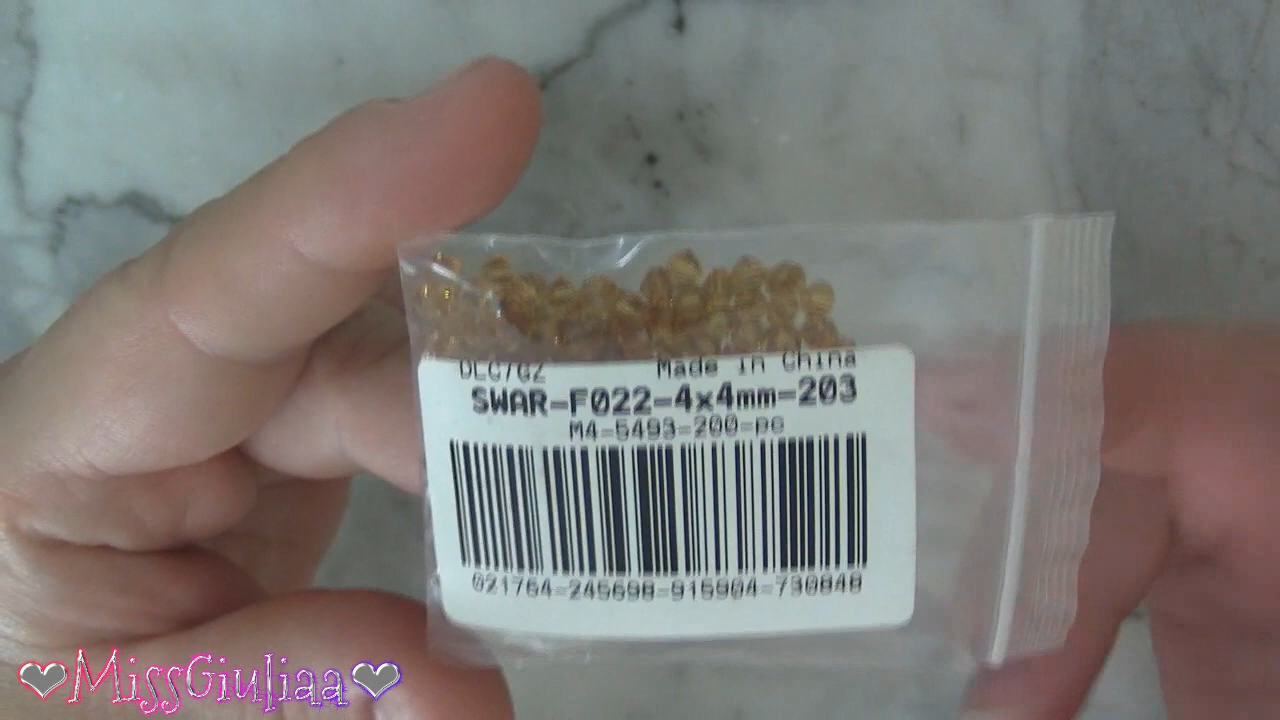 DLC7G2 Made in China
SWAR-F022-4x4mm-203
M4-5493-200-pc
021764-245698-915904-730848
❤MissGiuliaa❤